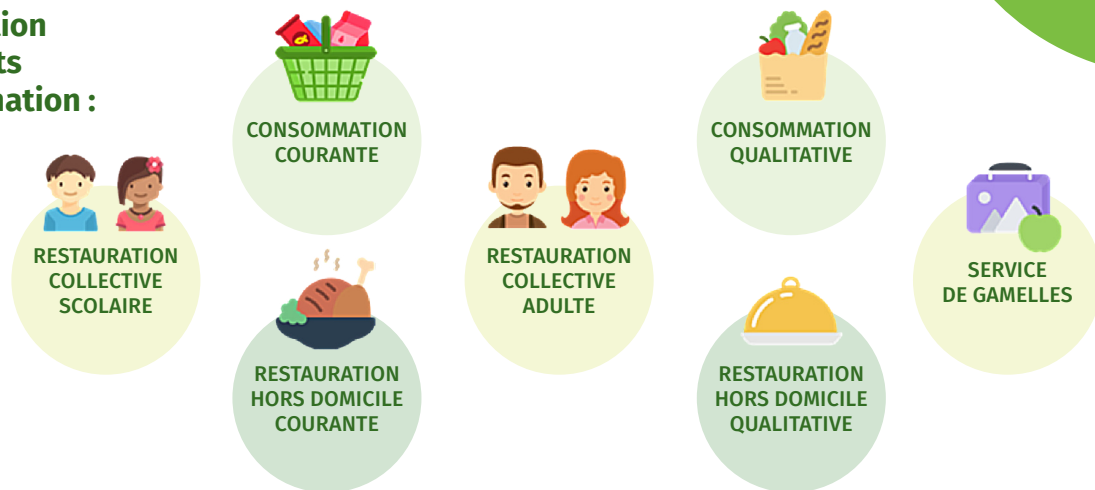 tion
ts
nation :
CONSOMMATION
COURANTE
CONSOMMATION
QUALITATIVE
RESTAURATION
COLLECTIVE
SCOLAIRE
RESTAURATION
COLLECTIVE
ADULTE
SERVICE
DE GAMELLES
RESTAURATION
HORS DOMICILE
COURANTE
RESTAURATION
HORS DOMICILE
QUALITATIVE